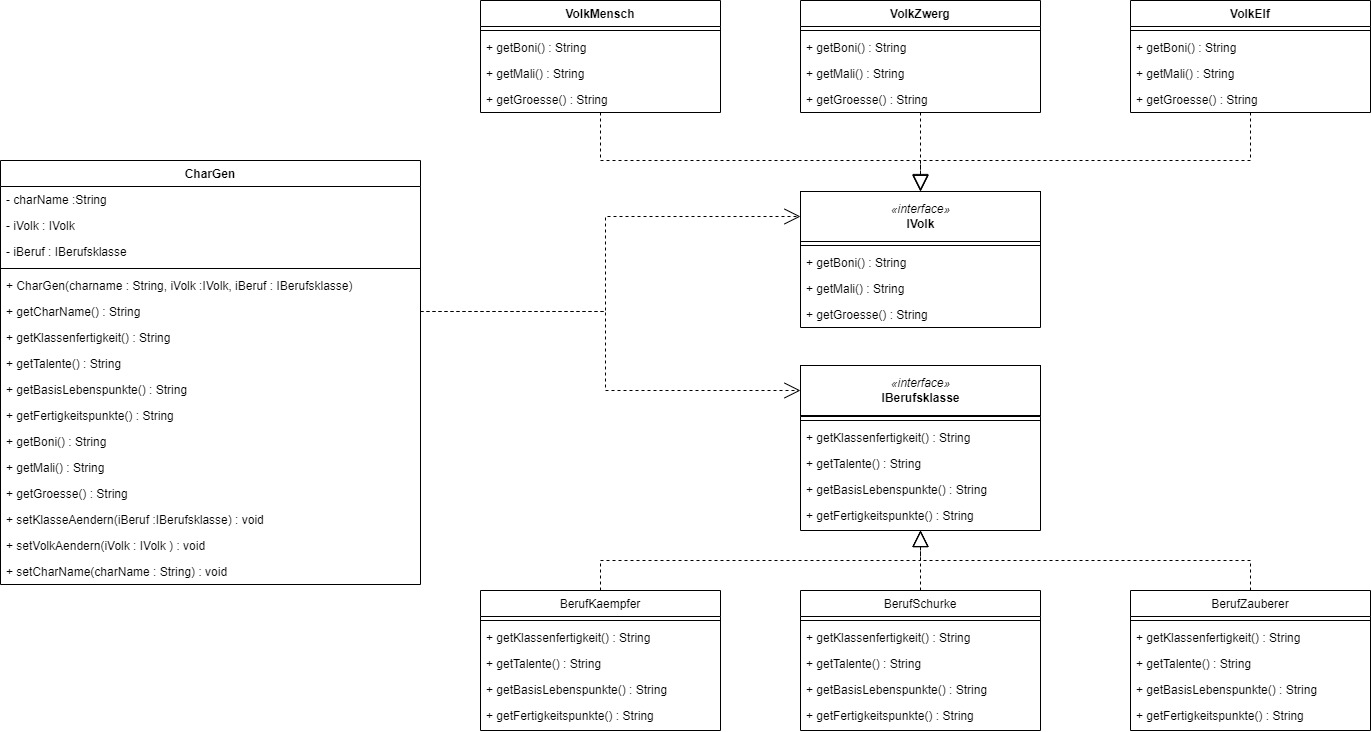 VolkMensch
+ getBoni() : String
+ getMali() : String
+ getGroesse() : String
VolkZwerg
+ getBoni() : String
+ getMali() : String
+ getGroesse() : String
VolkElf
+ getBoni() : String
+ getMali() : String
+ getGroesse() : String
CharGen
- charName :String
- iVolk : IVolk
- iBeruf : IBerufsklasse
+ CharGen(charname : String, iVolk :IVolk, iBeruf : IBerufsklasse)
+ getCharName() : String
+ getKlassenfertigkeit() : String
+ getTalente() : String
+ getBasisLebenspunkte() : String
+ getFertigkeitspunkte() : String
+ getBoni() : String
+ getMali() : String
+ getGroesse() : String
+ setKlasseAendern(iBeruf :IBerufsklasse) : void
+ setVolkAendern(iVolk : IVolk ) : void
+ setCharName(charName : String) : void
«interface»
IVolk
+ getBoni() : String
+ getMali() : String
+ getGroesse() : String
«interface»
IBerufsklasse
+ getKlassenfertigkeit() : String
+ getTalente() : String
+ getBasisLebenspunkte() : String
+ getFertigkeitspunkte() : String
BerufKaempfer
+ getKlassenfertigkeit() : String
+ getTalente() : String
+ getBasisLebenspunkte() : String
+ getFertigkeitspunkte() : String
BerufSchurke
+ getKlassenfertigkeit() : String
+ getTalente() : String
+ getBasisLebenspunkte() : String
+ getFertigkeitspunkte() : String
BerufZauberer
+ getKlassenfertigkeit() : String
+ getTalente() : String
+ getBasisLebenspunkte() : String
+ getFertigkeitspunkte() : String